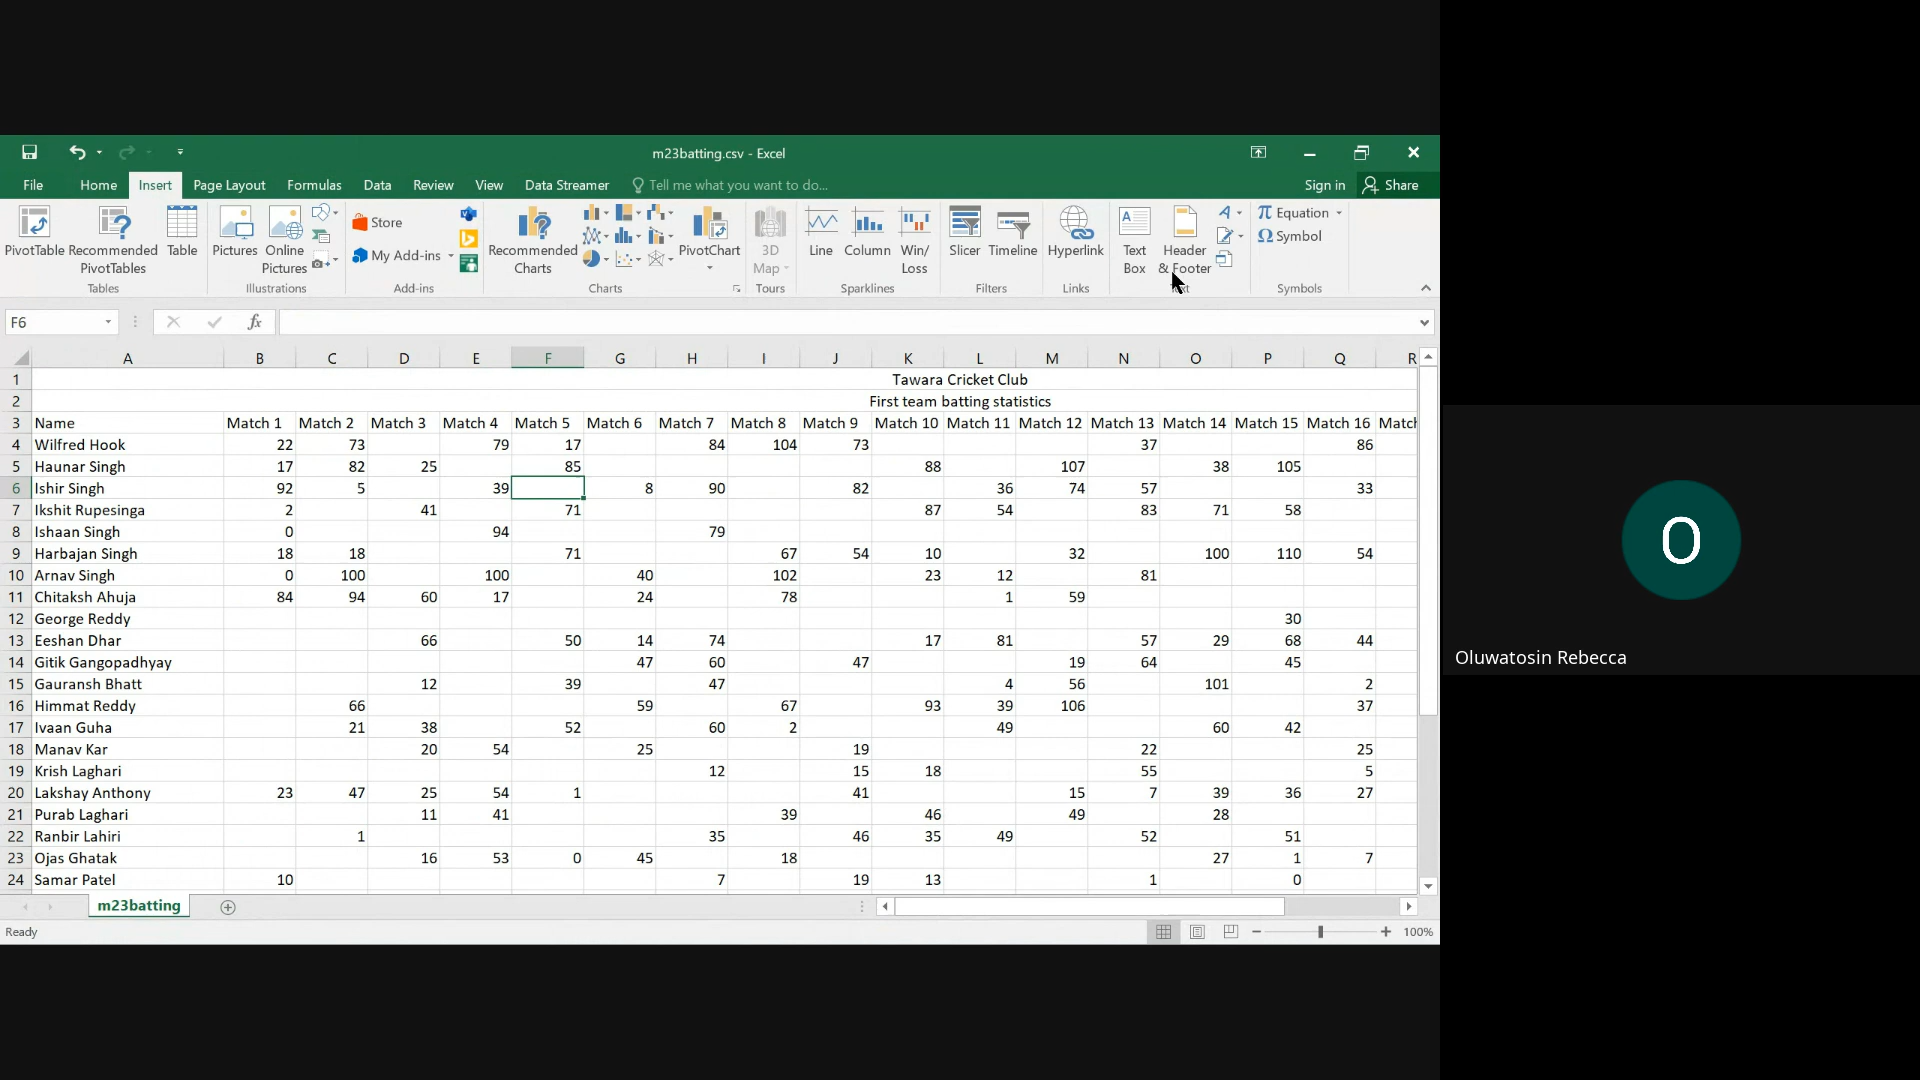 m23batting.csv - Excel
File Home Insert Page Layout Formulas Data Review View Data Streamer Tell me what you want to do... Sign in Share
PivotTable Recommended PivotTables Table Pictures Online Pictures Store My Add-ins Recommended Charts PivotChart 3D Map Line Column Win/ Loss Slicer Timeline Hyperlink Text Box Header & Footer Equation Symbol
Tables Illustrations Add-ins Charts Tours Sparklines Filters Links Symbols
F6 fx
A B C D E F G H I J K L M N O P Q R
1 Tawara Cricket Club
2 First team batting statistics
3 Name Match 1 Match 2 Match 3 Match 4 Match 5 Match 6 Match 7 Match 8 Match 9 Match 10 Match 11 Match 12 Match 13 Match 14 Match 15 Match 16 Match
4 Wilfred Hook 22 73 79 17 84 104 73 37 86
5 Haunar Singh 17 82 25 85 88 107 38 105
6 Ishir Singh 92 5 39 8 90 82 36 74 57 33
7 Ikshit Rupesinga 2 41 71 87 54 83 71 58
8 Ishaan Singh 0 94 79
9 Harbajan Singh 18 18 71 67 54 10 32 100 110 54
10 Arnav Singh 0 100 100 40 102 23 12 81
11 Chitaksh Ahuja 84 94 60 17 24 78 1 59
12 George Reddy 30
13 Eeshan Dhar 66 50 14 74 17 81 57 29 68 44
14 Gitik Gangopadhyay 47 60 47 19 64 45
15 Gauransh Bhatt 12 39 47 4 56 101 2
16 Himmat Reddy 66 59 67 93 39 106 37
17 Ivaan Guha 21 38 52 60 2 49 60 42
18 Manav Kar 20 54 25 19 22 25
19 Krish Laghari 12 15 18 55 5
20 Lakshay Anthony 23 47 25 54 1 41 15 7 39 36 27
21 Purab Laghari 11 41 39 46 49 28
22 Ranbir Lahiri 1 35 46 35 49 52 51
23 Ojas Ghatak 16 53 0 45 18 27 1 7
24 Samar Patel 10 7 19 13 1 0
m23batting
Ready 100%
O
Oluwatosin Rebecca